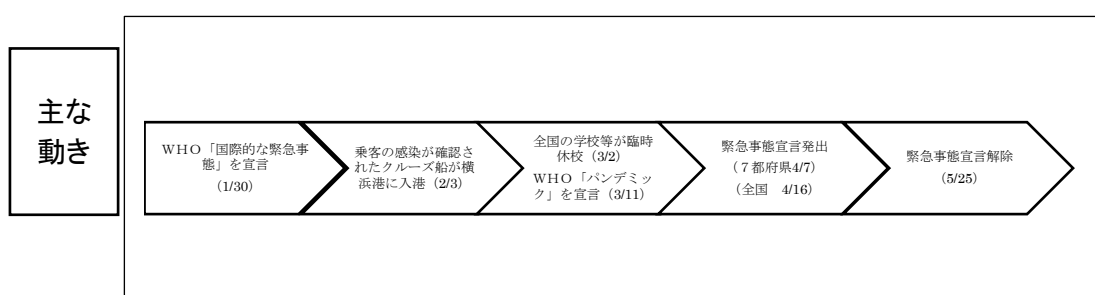 主な
動き
ＷＨＯ「国際的な緊急事
態」を宣言
（1/30）
乗客の感染が確認さ
れたクルーズ船が横
浜港に入港（2/3）
全国の学校等が臨時
休校（3/2）
ＷＨＯ「パンデミッ
ク」を宣言（3/11）
緊急事態宣言発出
（７都府県4/7）
（全国　4/16）
緊急事態宣言解除
（5/25）